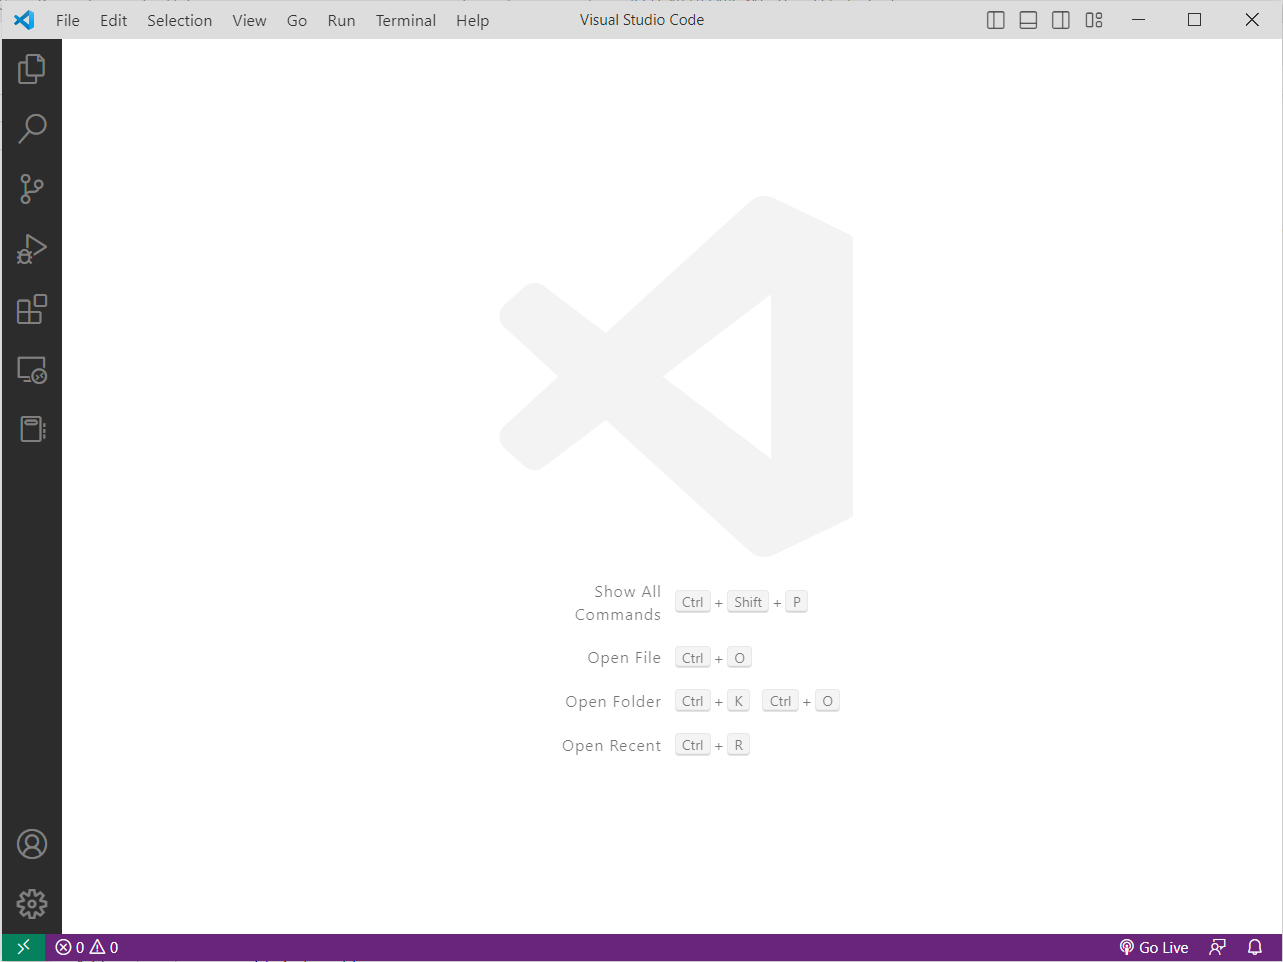 File Edit Selection View Go Run Terminal Help Visual Studio Code
Show All
Commands Ctrl + Shift + P
Open File Ctrl + O
Open Folder Ctrl + K Ctrl + O
Open Recent Ctrl + R
0 0 Go Live